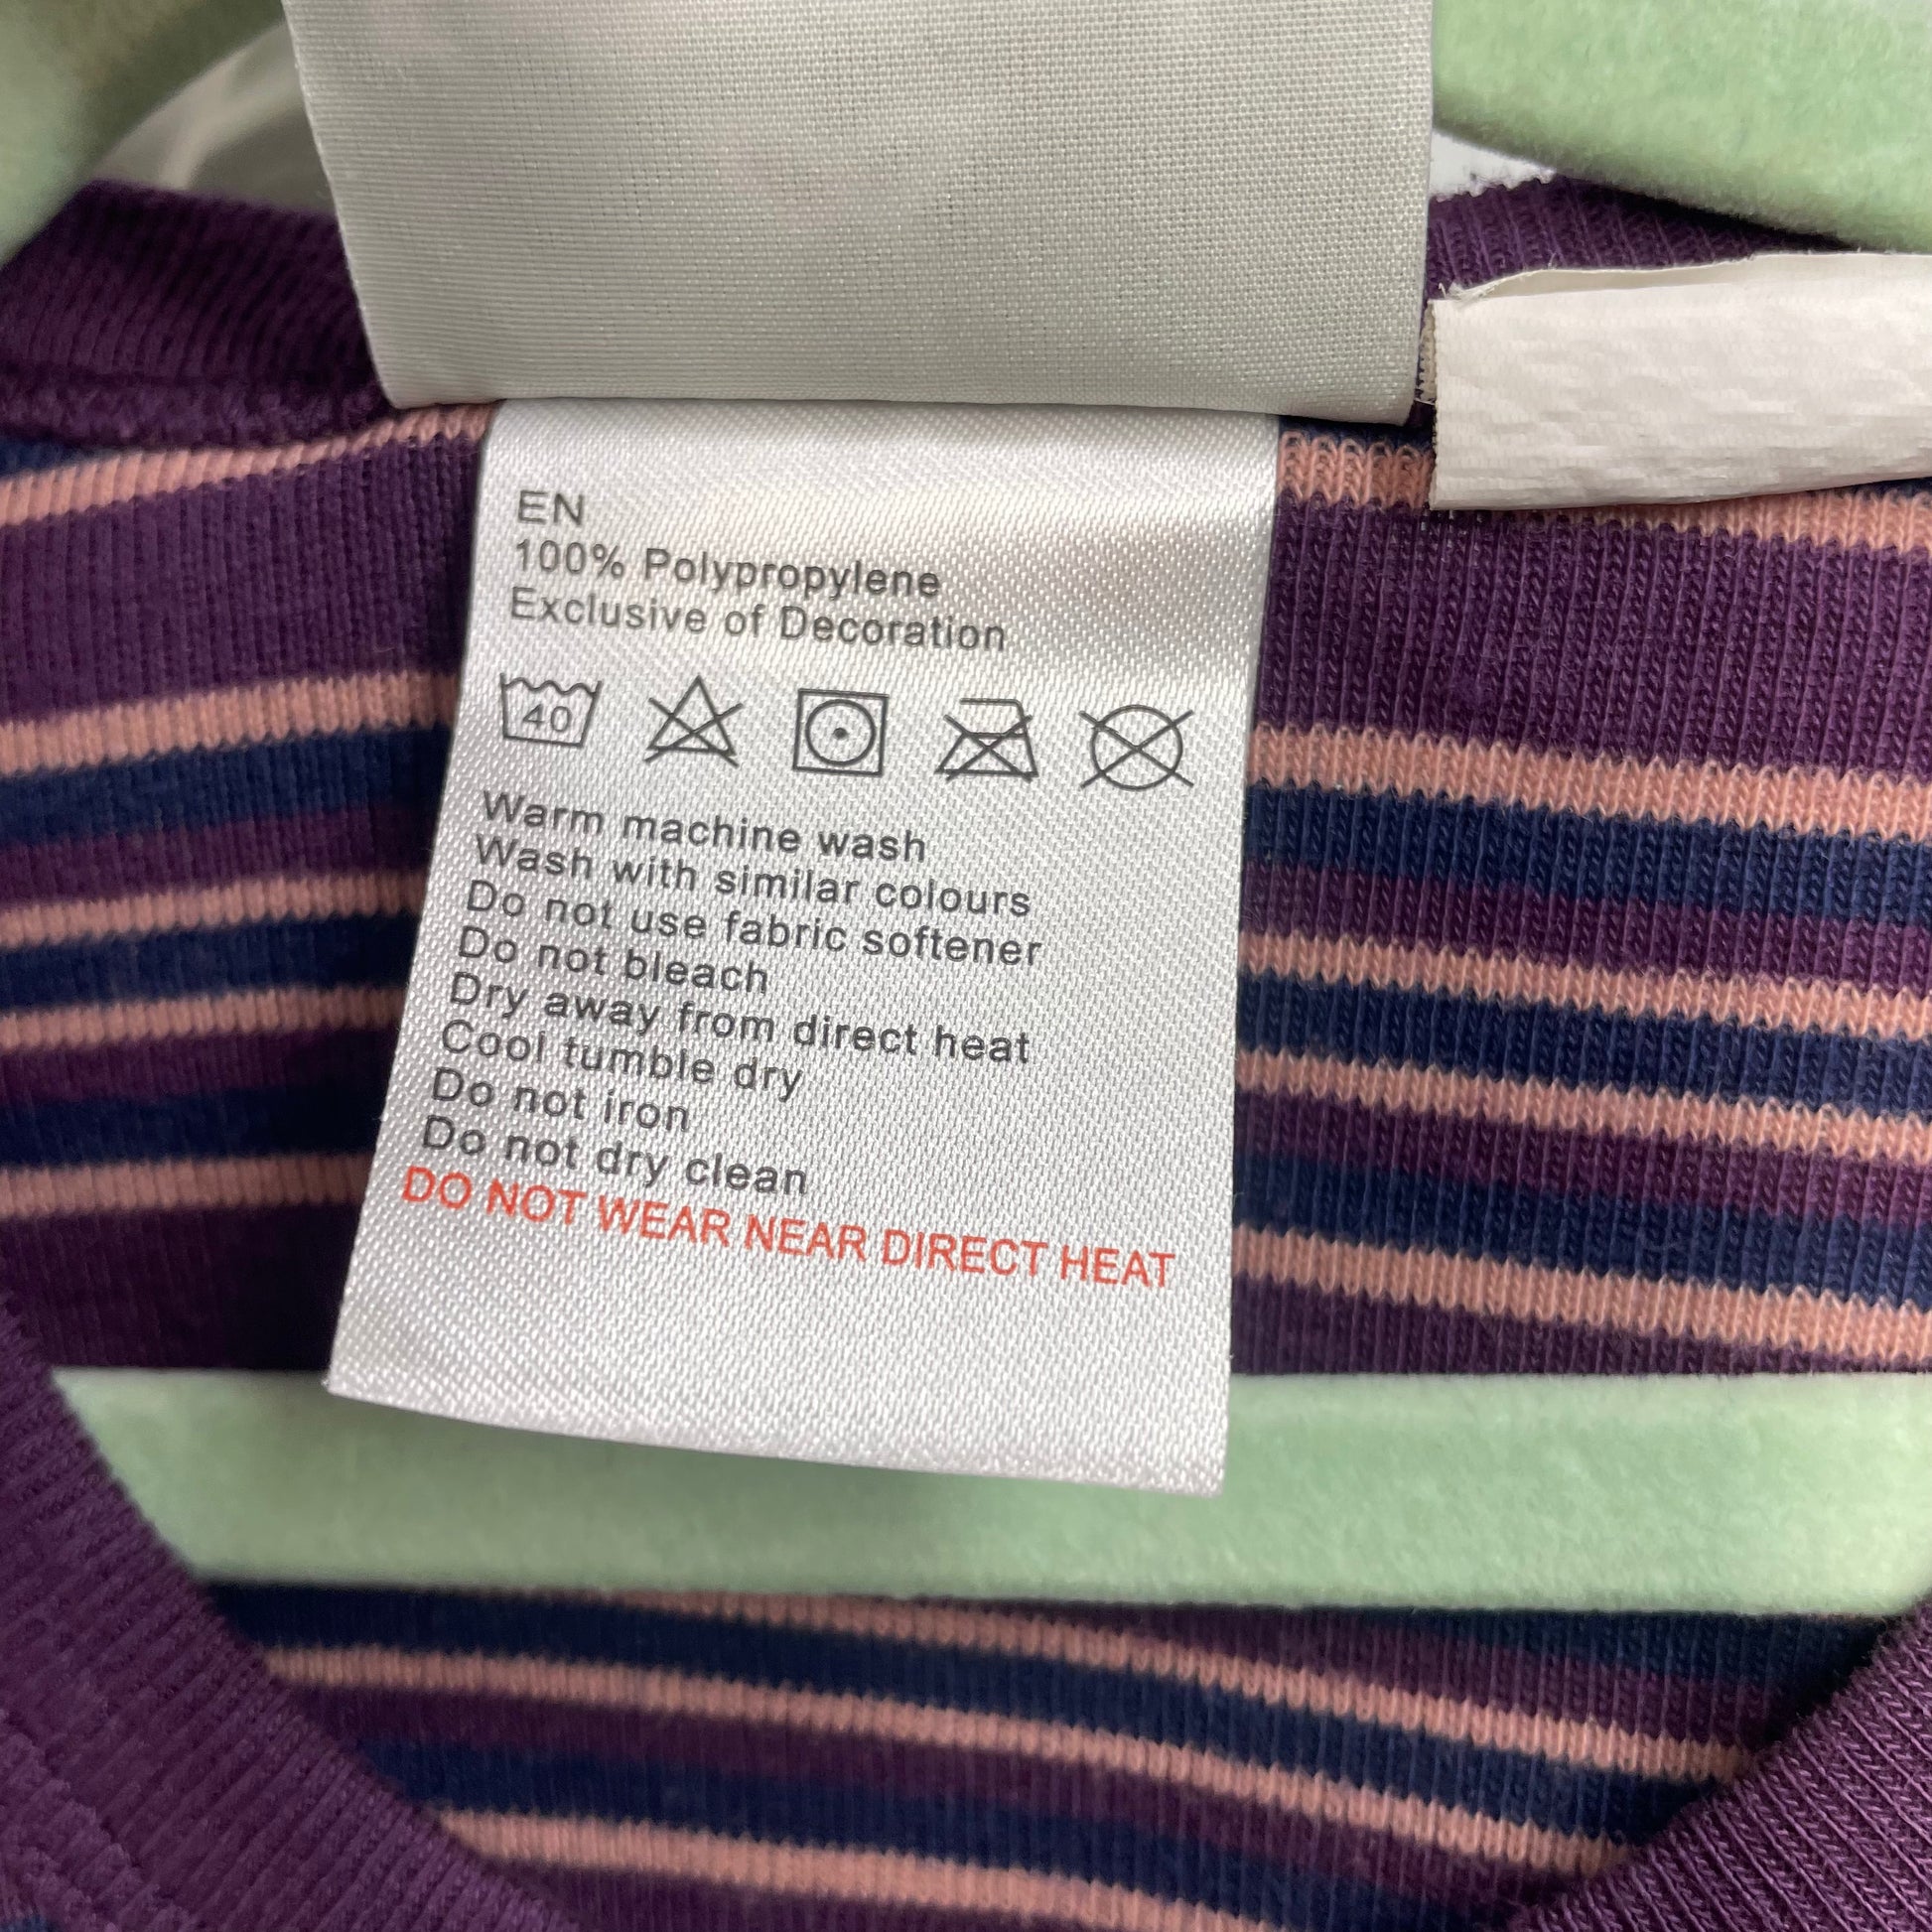 EN
100% Polypropylene
Exclusive of Decoration
40
Warm machine wash
Wash with similar colours
Do not use fabric softener
Do not bleach
Dry away from direct heat
Cool tumble dry
Do not iron
Do not dry clean
DO NOT WEAR NEAR DIRECT HEAT